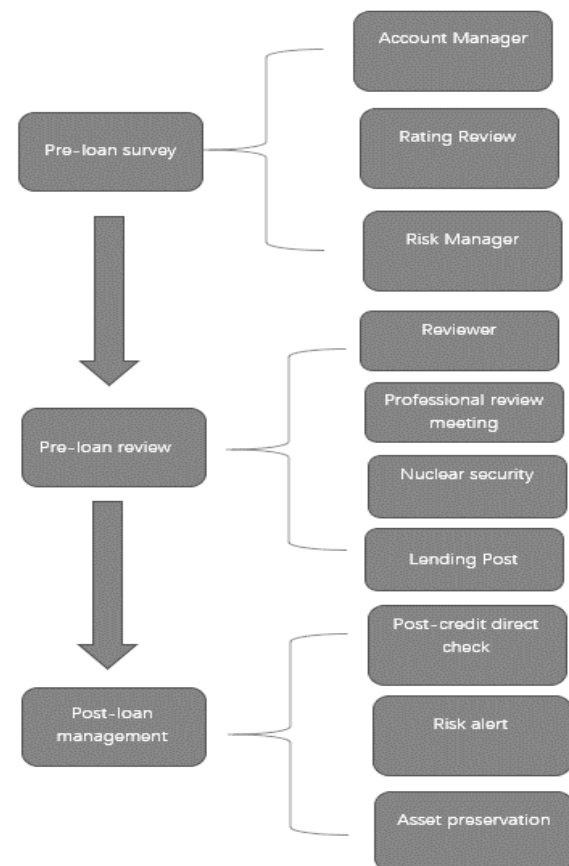 Account Manager
Pre-loan survey
Rating Review
Risk Manager
Reviewer
Pre-loan review
Professional review
meeting
Nuclear security
Lending Post
Post-loan
management
Post-credit direct
check
Risk alert
Asset preservation